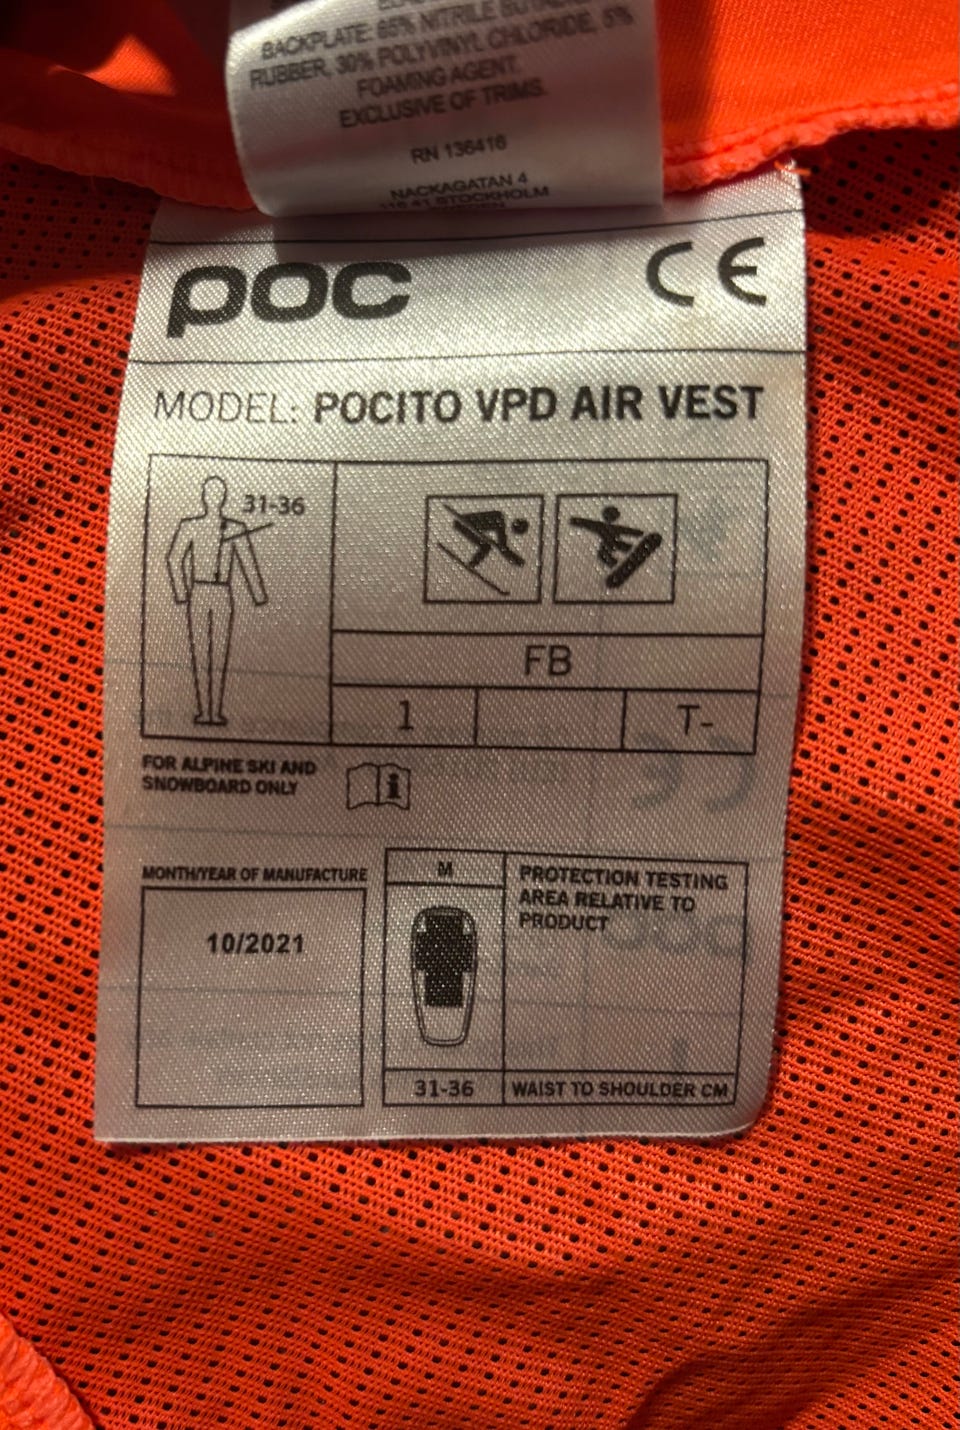 BACKPLATE: 65% NITRILE
RUBBER, 30% POLYVINYL CHLORIDE, 5%
FOAMING AGENT.
EXCLUSIVE OF TRIMS.
RN 136416
NACKAGATAN 4
STOCKHOLM
poc CE
MODEL: POCITO VPD AIR VEST
31-36
FB
1 T-
FOR ALPINE SKI AND
SNOWBOARD ONLY
i
MONTH/YEAR OF MANUFACTURE
10/2021
M
PROTECTION TESTING
AREA RELATIVE TO
PRODUCT
31-36 WAIST TO SHOULDER CM